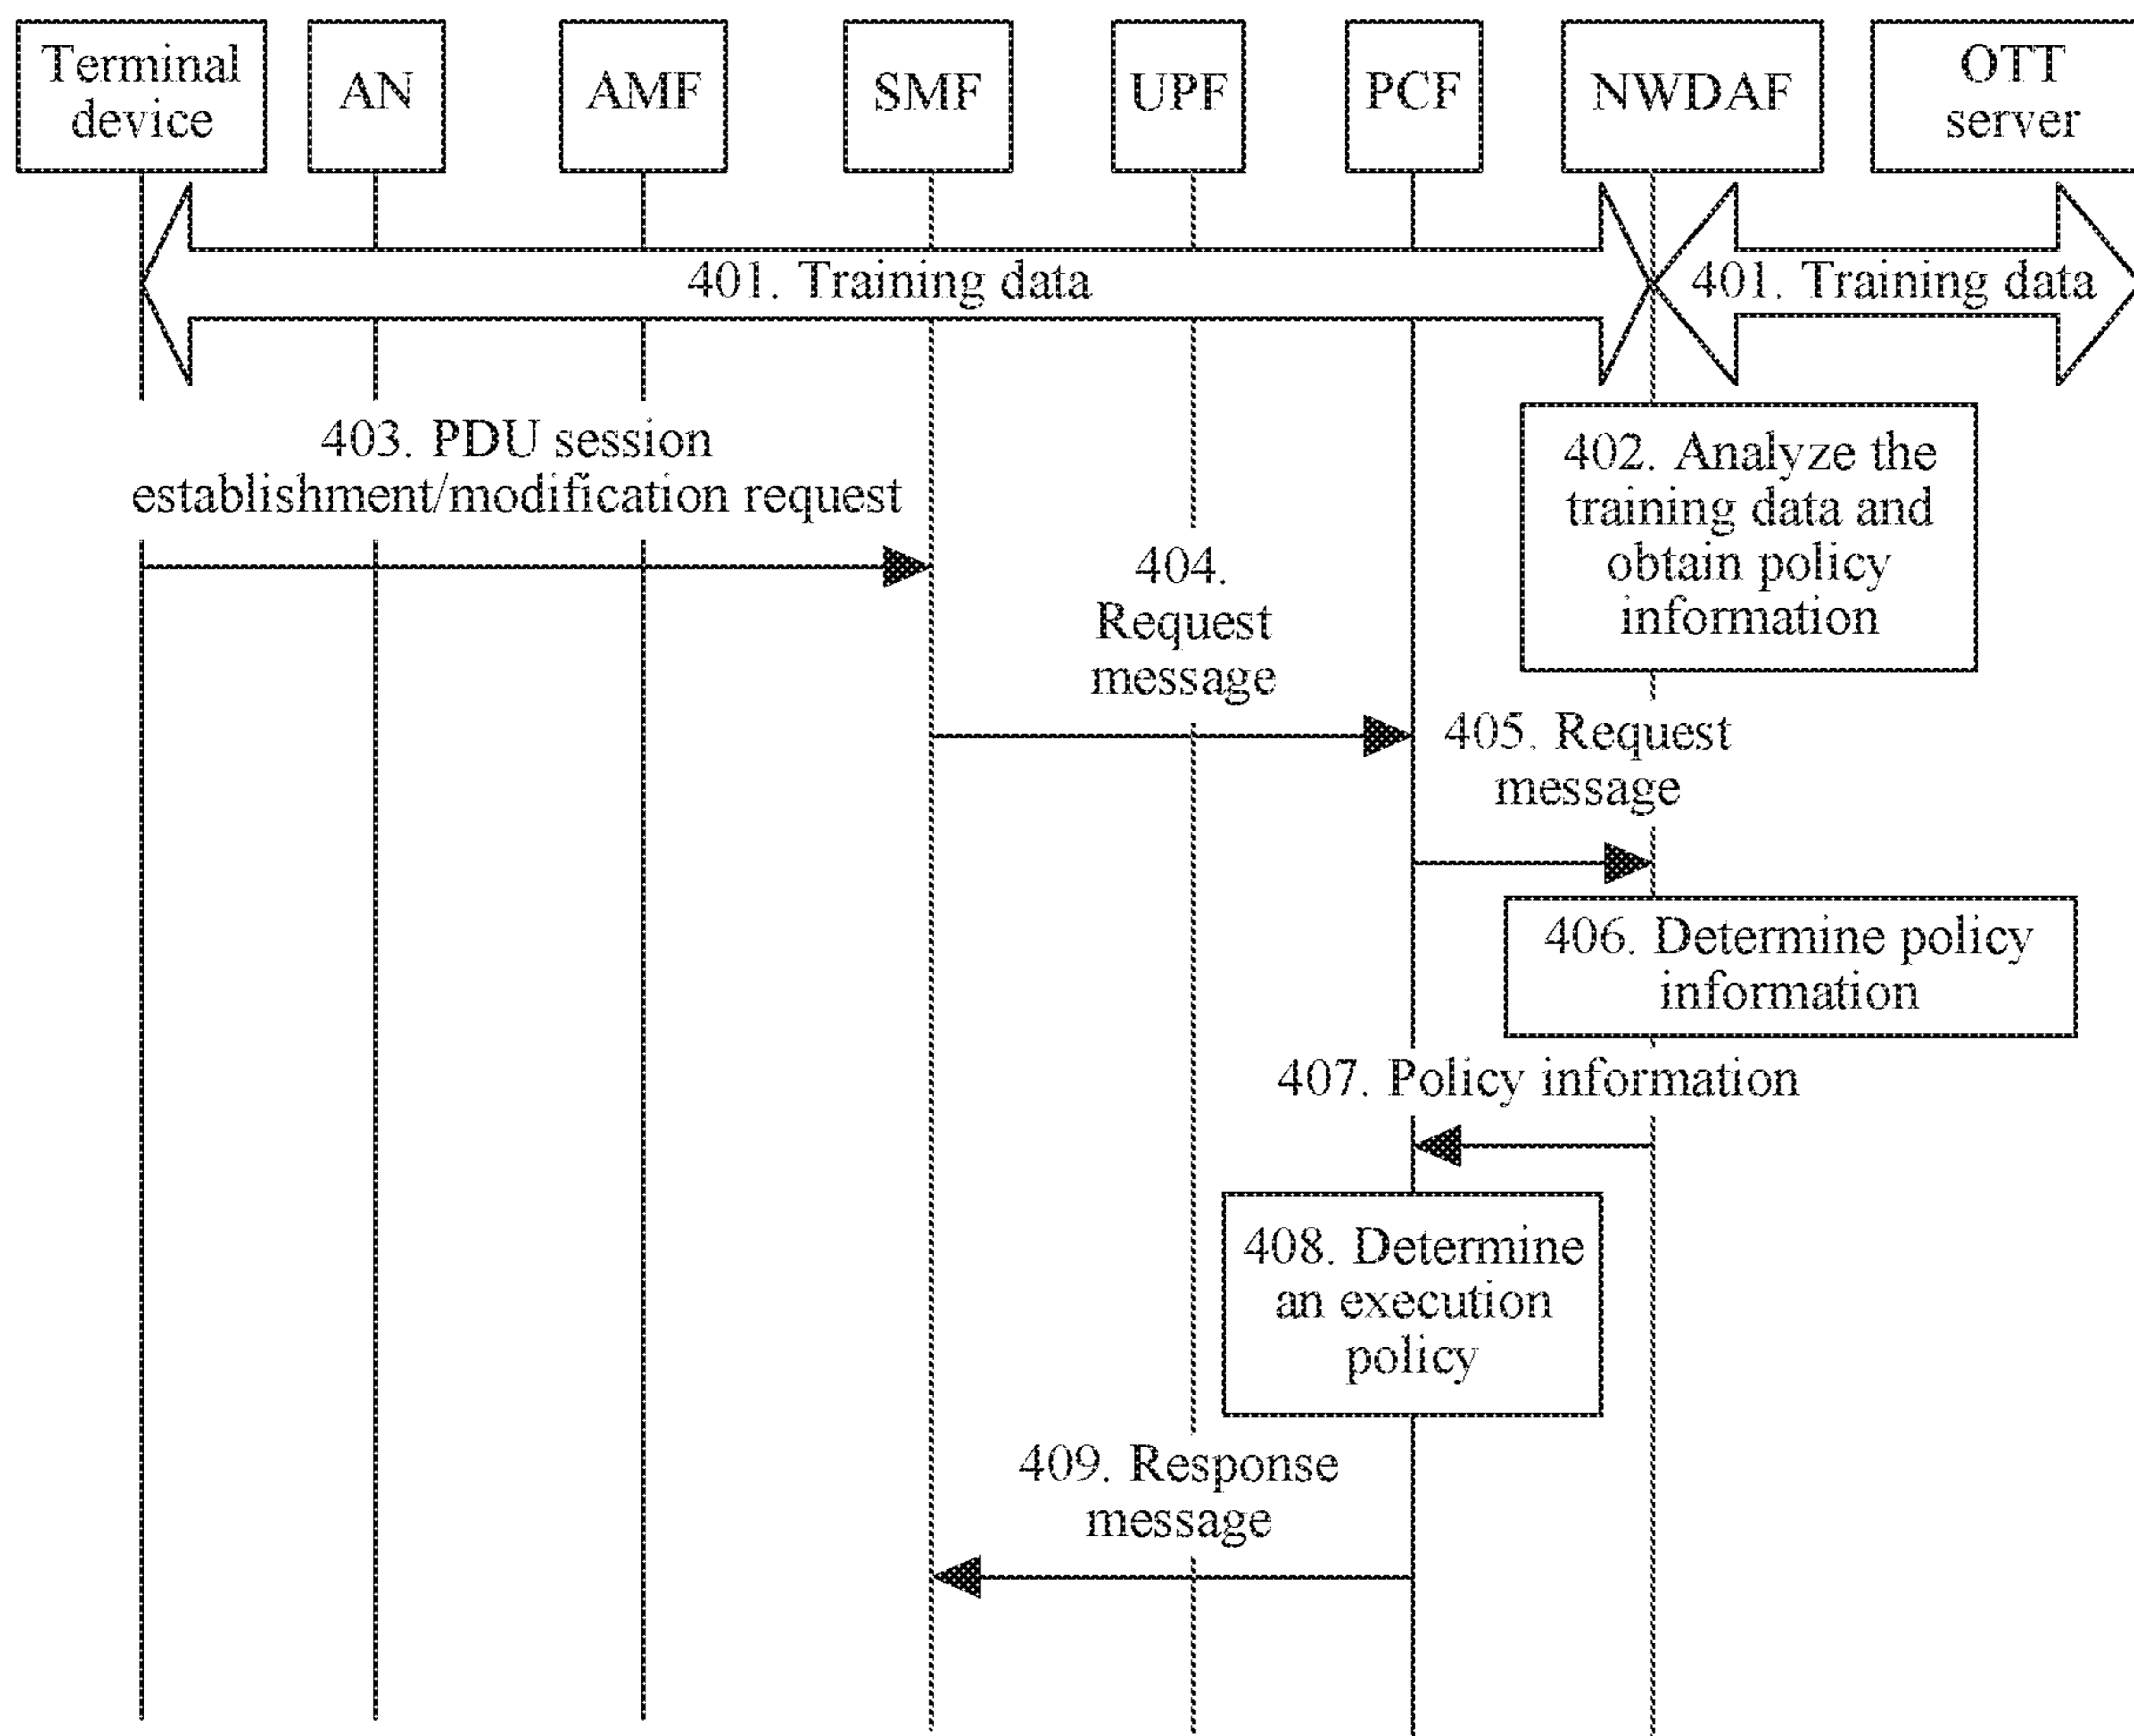 Terminal
device
AN
AMF
SMF
UPF
PCF
NWDAF
OTT
server
401. Training data
401. Training data
402. Analyze the
training data and
obtain policy
information
403. PDU session
establishment/modification request
404.
Request
message
405. Request
message
406. Determine policy
information
407. Policy information
408. Determine
an execution
policy
409. Response
message